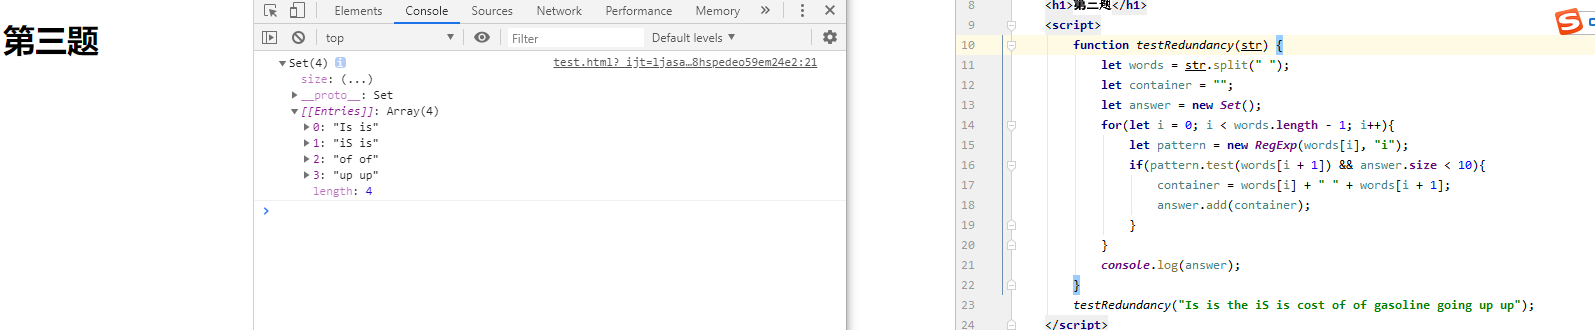 第三题
Elements Console Sources Network Performance Memory »
top Filter Default levels
Set(4) i test.html?_ijt=ljasa…8hspedeo59em24e2:21
size: (...)
__proto__: Set
[[Entries]]: Array(4)
0: "Is is"
1: "iS is"
2: "of of"
3: "up up"
length: 4
>
8 <h1>第三题</h1>
9 <script>
10 function testRedundancy(str) {
11 let words = str.split(" ");
12 let container = "";
13 let answer = new Set();
14 for(let i = 0; i < words.length - 1; i++){
15 let pattern = new RegExp(words[i], "i");
16 if(pattern.test(words[i + 1]) && answer.size < 10){
17 container = words[i] + " " + words[i + 1];
18 answer.add(container);
19 }
20 }
21 console.log(answer);
22 }
23 testRedundancy("Is is the iS is cost of of gasoline going up up");
24 </script>